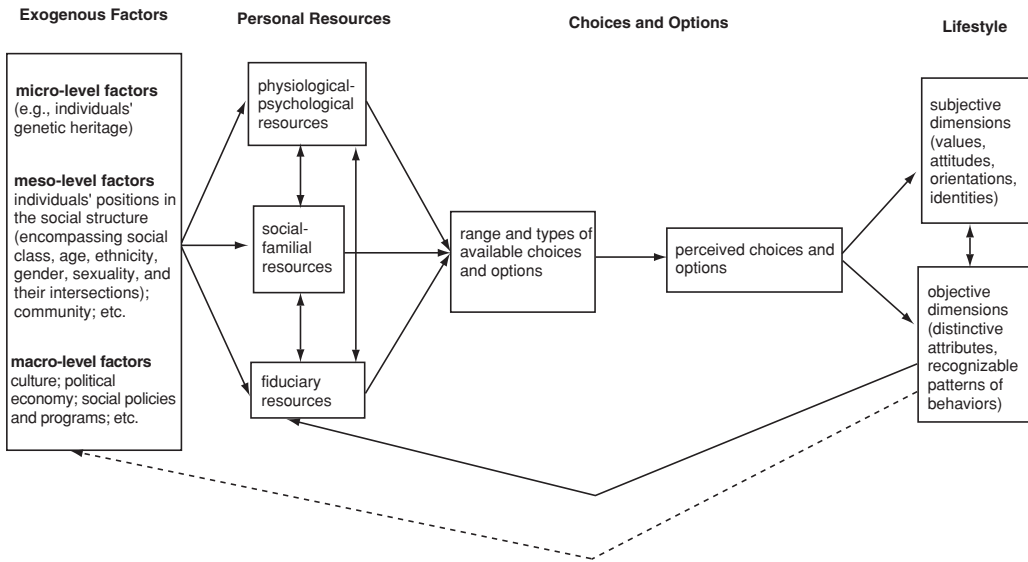 Exogenous Factors
Personal Resources
Choices and Options
Lifestyle
micro-level factors
(e.g., individuals'
genetic heritage)
meso-level factors
individuals' positions in
the social structure
(encompassing social
class, age, ethnicity,
gender, sexuality, and
their intersections);
community; etc.
macro-level factors
culture; political
economy; social policies
and programs; etc.
physiological-
psychological
resources
social-
familial
resources
fiduciary
resources
range and types of
available choices
and options
perceived choices and
options
subjective
dimensions
(values,
attitudes,
orientations,
identities)
objective
dimensions
(distinctive
attributes,
recognizable
patterns of
behaviors)